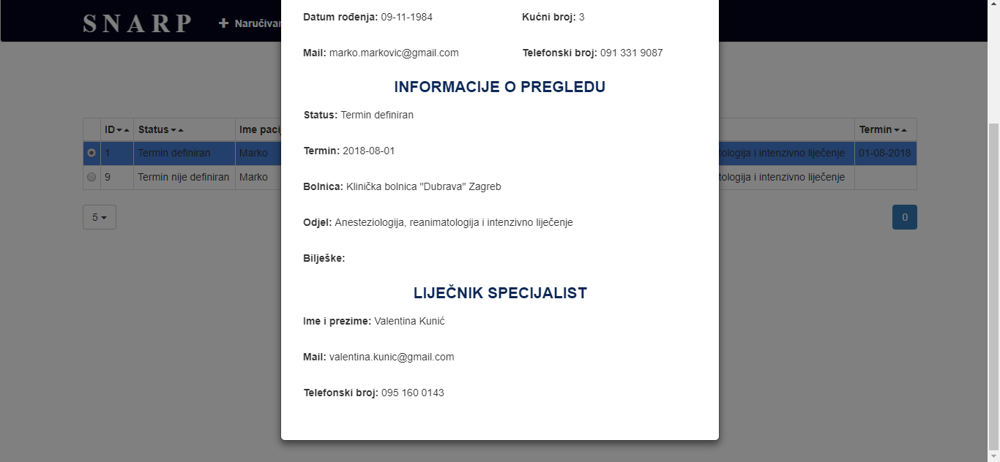 SNARP
Datum rođenja: 09-11-1984 Kućni broj: 3
Mail: marko.markovic@gmail.com Telefonski broj: 091 331 9087
INFORMACIJE O PREGLEDU
Status: Termin definiran
Termin: 2018-08-01
Bolnica: Klinička bolnica "Dubrava" Zagreb
Odjel: Anesteziologija, reanimatologija i intenzivno liječenje
Bilješke:
LIJEČNIK SPECIJALIST
Ime i prezime: Valentina Kunić
Mail: valentina.kunic@gmail.com
Telefonski broj: 095 160 0143
ID Status Ime Termin
1 Termin definiran Marko i intenzivno liječenje 01-08-2018
9 Termin nije definiran Marko i intenzivno liječenje
5 0